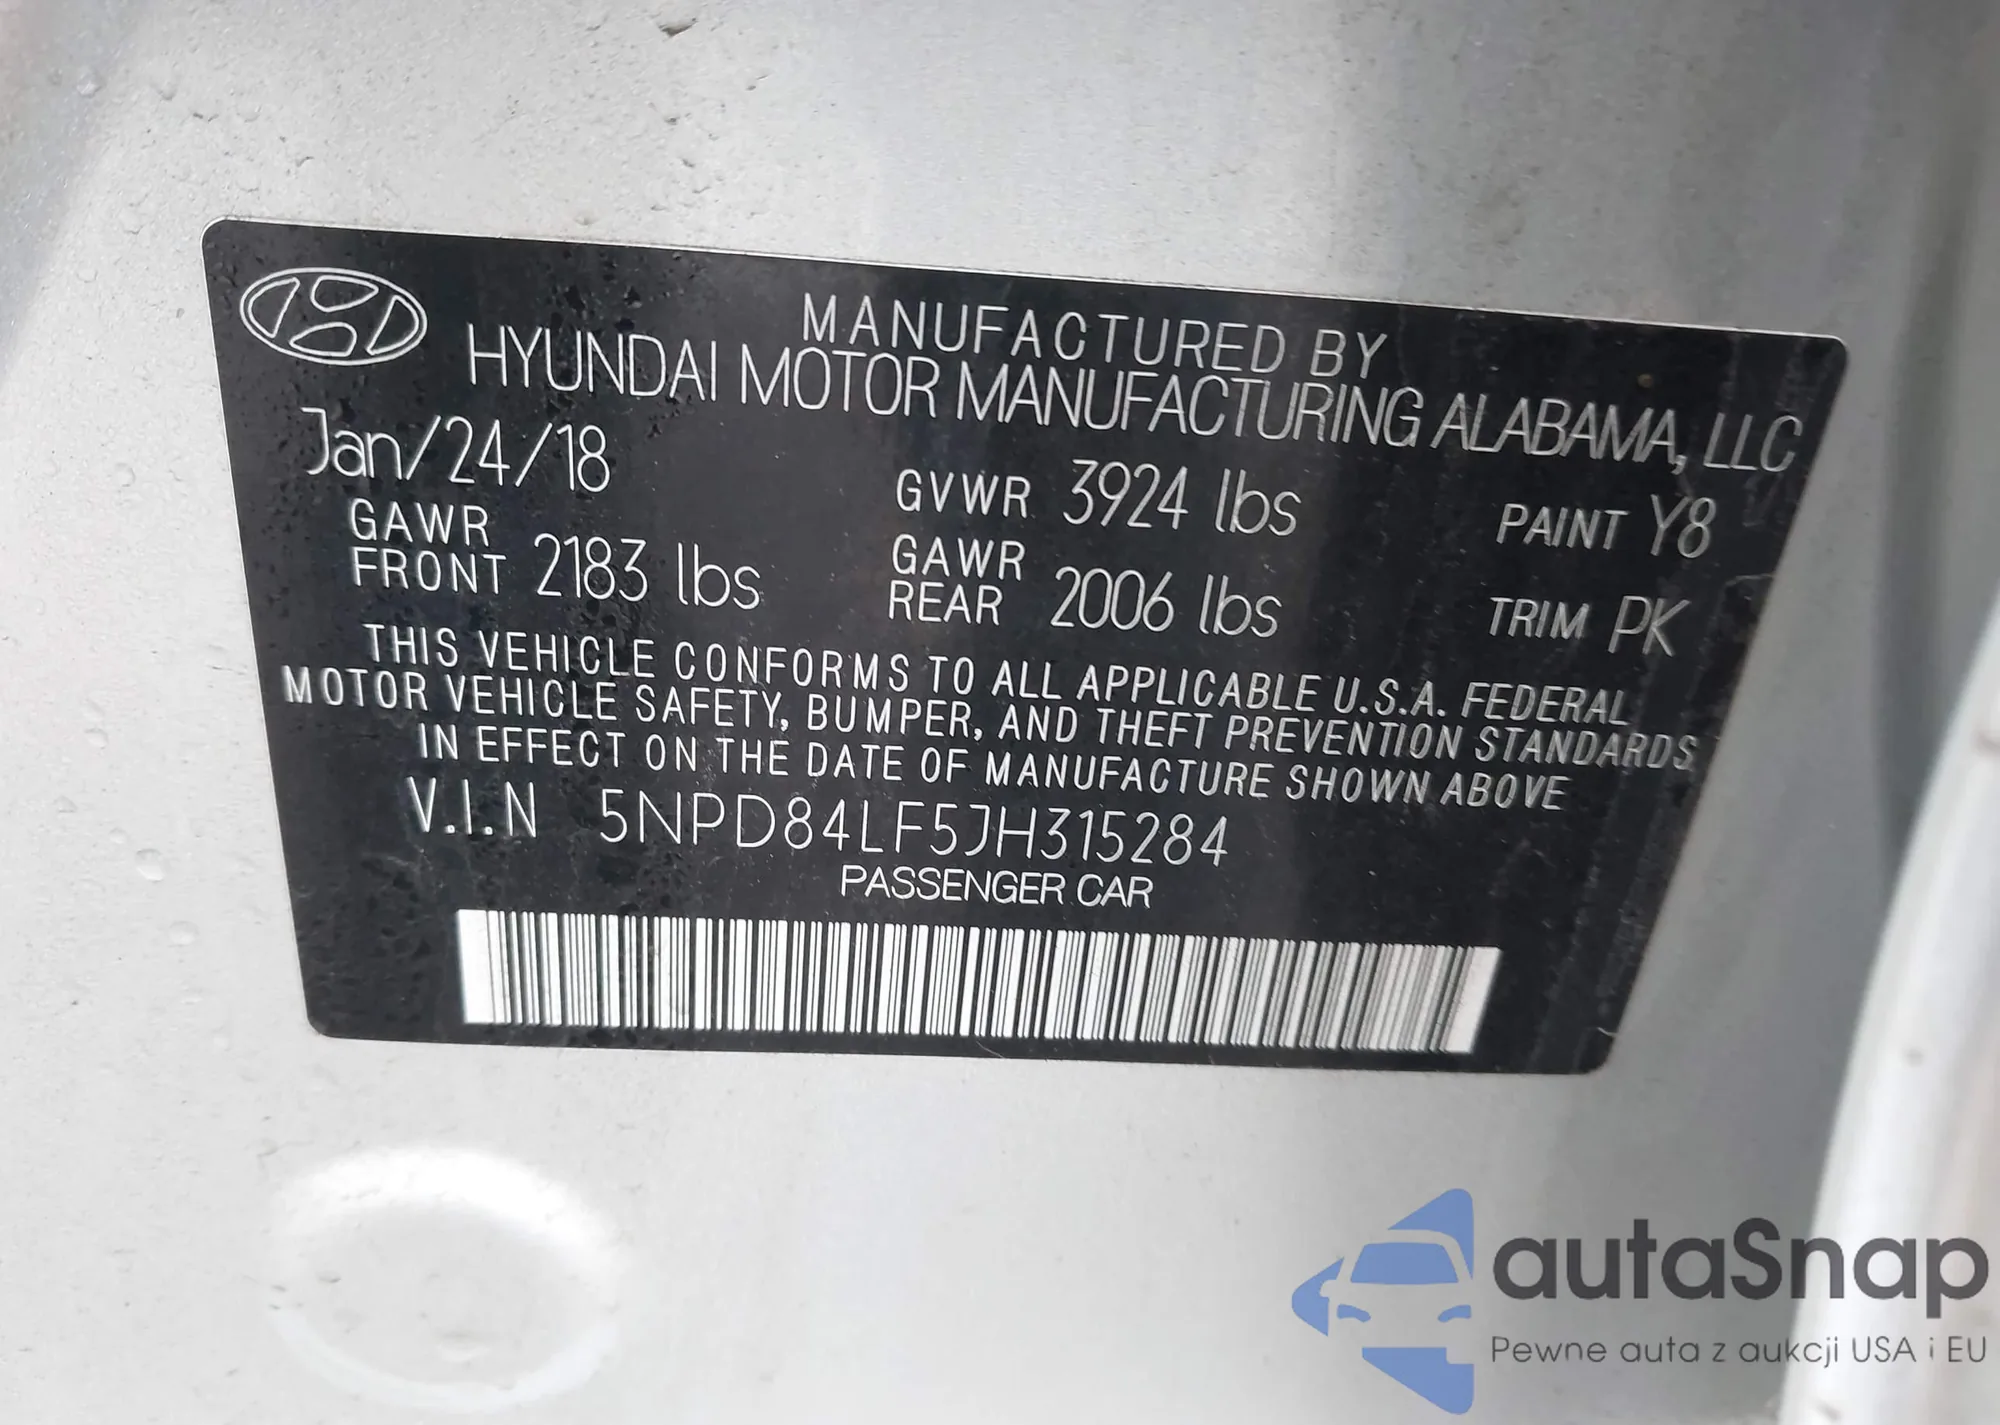 MANUFACTURED BY
HYUNDAI MOTOR MANUFACTURING ALABAMA, LLC
Jan/24/18 GVWR 3924 lbs PAINT Y8
GAWR FRONT 2183 lbs GAWR REAR 2006 lbs TRIM PK
THIS VEHICLE CONFORMS TO ALL APPLICABLE U.S.A. FEDERAL
MOTOR VEHICLE SAFETY, BUMPER, AND THEFT PREVENTION STANDARDS
IN EFFECT ON THE DATE OF MANUFACTURE SHOWN ABOVE
V.I.N 5NPD84LF5JH315284
PASSENGER CAR
autaSnap
Pewne auta z aukcji USA i EU